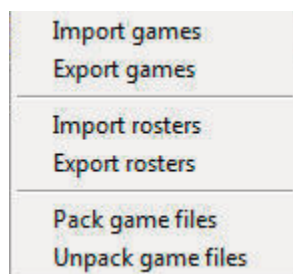 Import games
Export games
Import rosters
Export rosters
Pack game files
Unpack game files